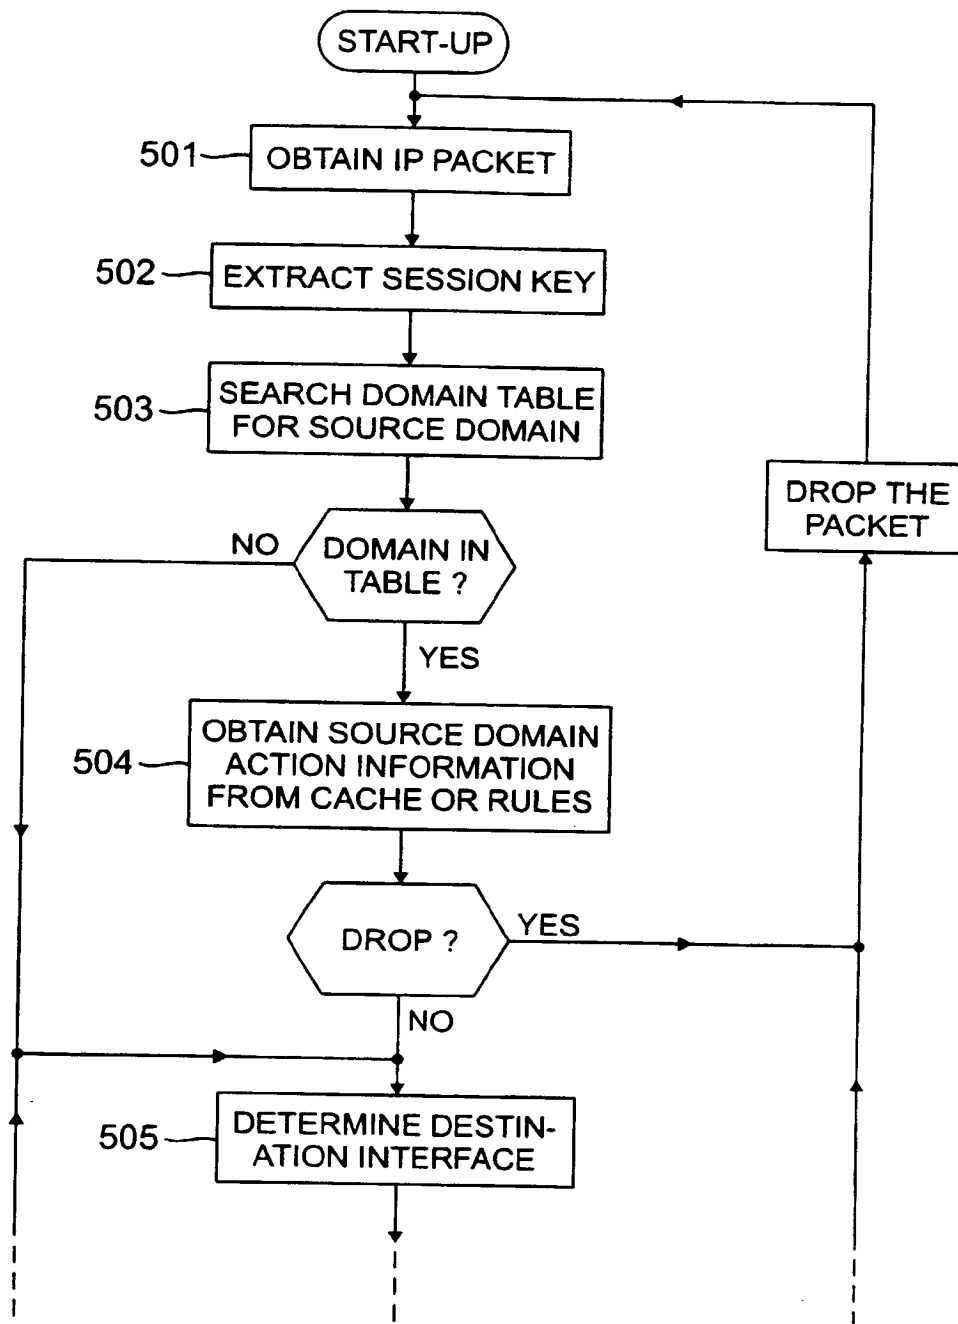 START-UP
501
OBTAIN IP PACKET
502
EXTRACT SESSION KEY
503
SEARCH DOMAIN TABLE
FOR SOURCE DOMAIN
DROP THE
PACKET
NO
DOMAIN IN
TABLE ?
YES
504
OBTAIN SOURCE DOMAIN
ACTION INFORMATION
FROM CACHE OR RULES
DROP ?
YES
NO
505
DETERMINE DESTIN-
ATION INTERFACE